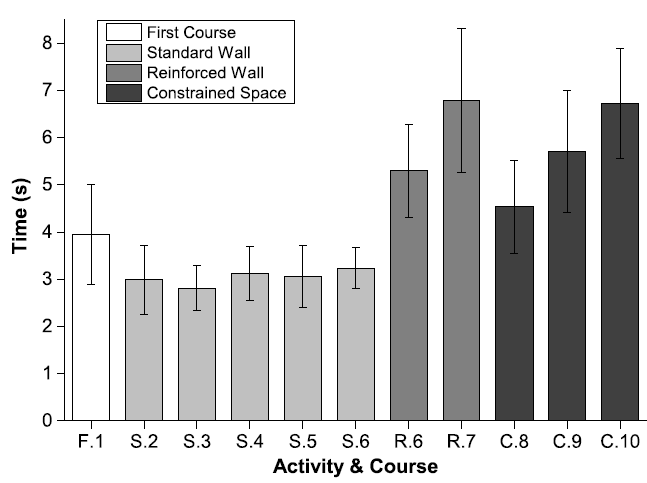 First Course
Standard Wall
Reinforced Wall
Constrained Space
8
7
6
5
4
3
2
1
0
Time (s)
F.1 S.2 S.3 S.4 S.5 S.6 R.6 R.7 C.8 C.9 C.10
Activity & Course